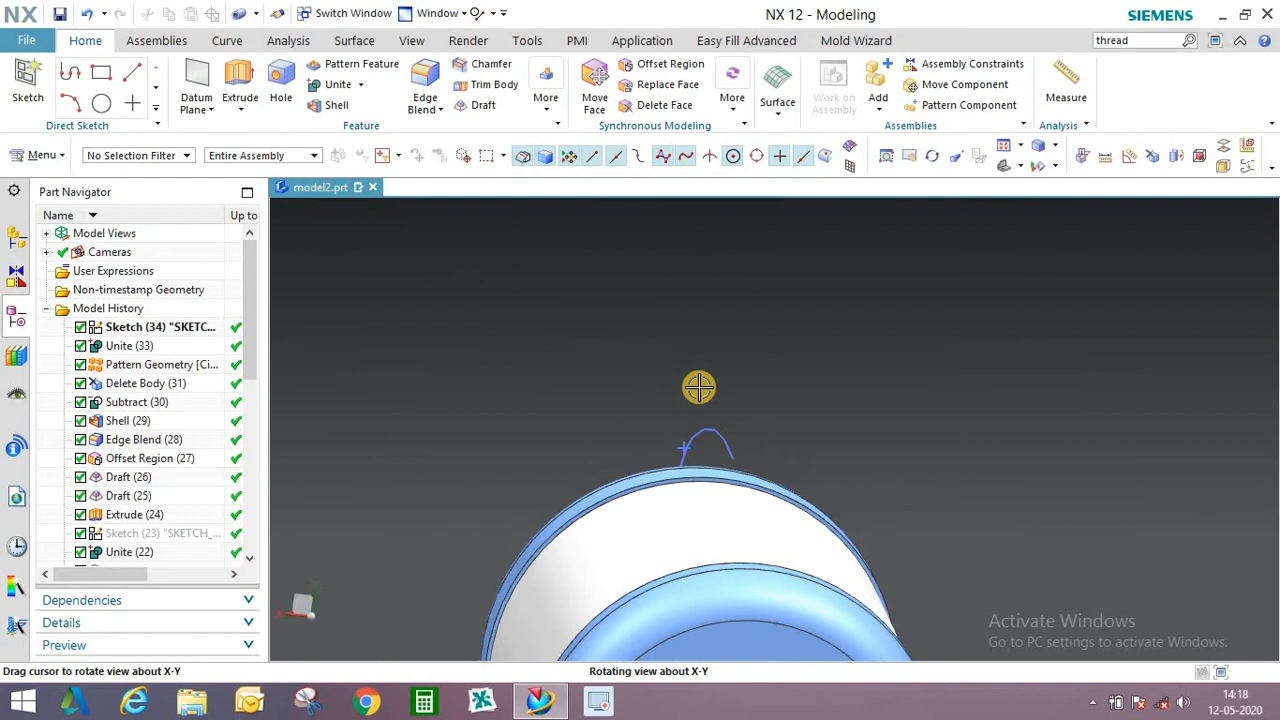 NX Switch Window Window NX 12 - Modeling SIEMENS
File Home Assemblies Curve Analysis Surface View Render Tools PMI Application Easy Fill Advanced Mold Wizard thread
Sketch
Direct Sketch
Datum Plane Extrude Hole Pattern Feature Unite Shell Edge Blend Chamfer Trim Body Draft More
Feature
Move Face Offset Region Replace Face Delete Face More
Synchronous Modeling
Surface
Work on Assembly Add Assembly Constraints Move Component Pattern Component
Assemblies
Measure
Analysis
Menu No Selection Filter Entire Assembly
Part Navigator model2.prt
Name Up to
Model Views
Cameras
User Expressions
Non-timestamp Geometry
Model History
Sketch (34) "SKETC...
Unite (33)
Pattern Geometry [Ci...
Delete Body (31)
Subtract (30)
Shell (29)
Edge Blend (28)
Offset Region (27)
Draft (26)
Draft (25)
Extrude (24)
Sketch (23) "SKETCH_...
Unite (22)
Dependencies
Details
Preview
Activate Windows
Go to PC settings to activate Windows.
Drag cursor to rotate view about X-Y Rotating view about X-Y
14:18
12-05-2020